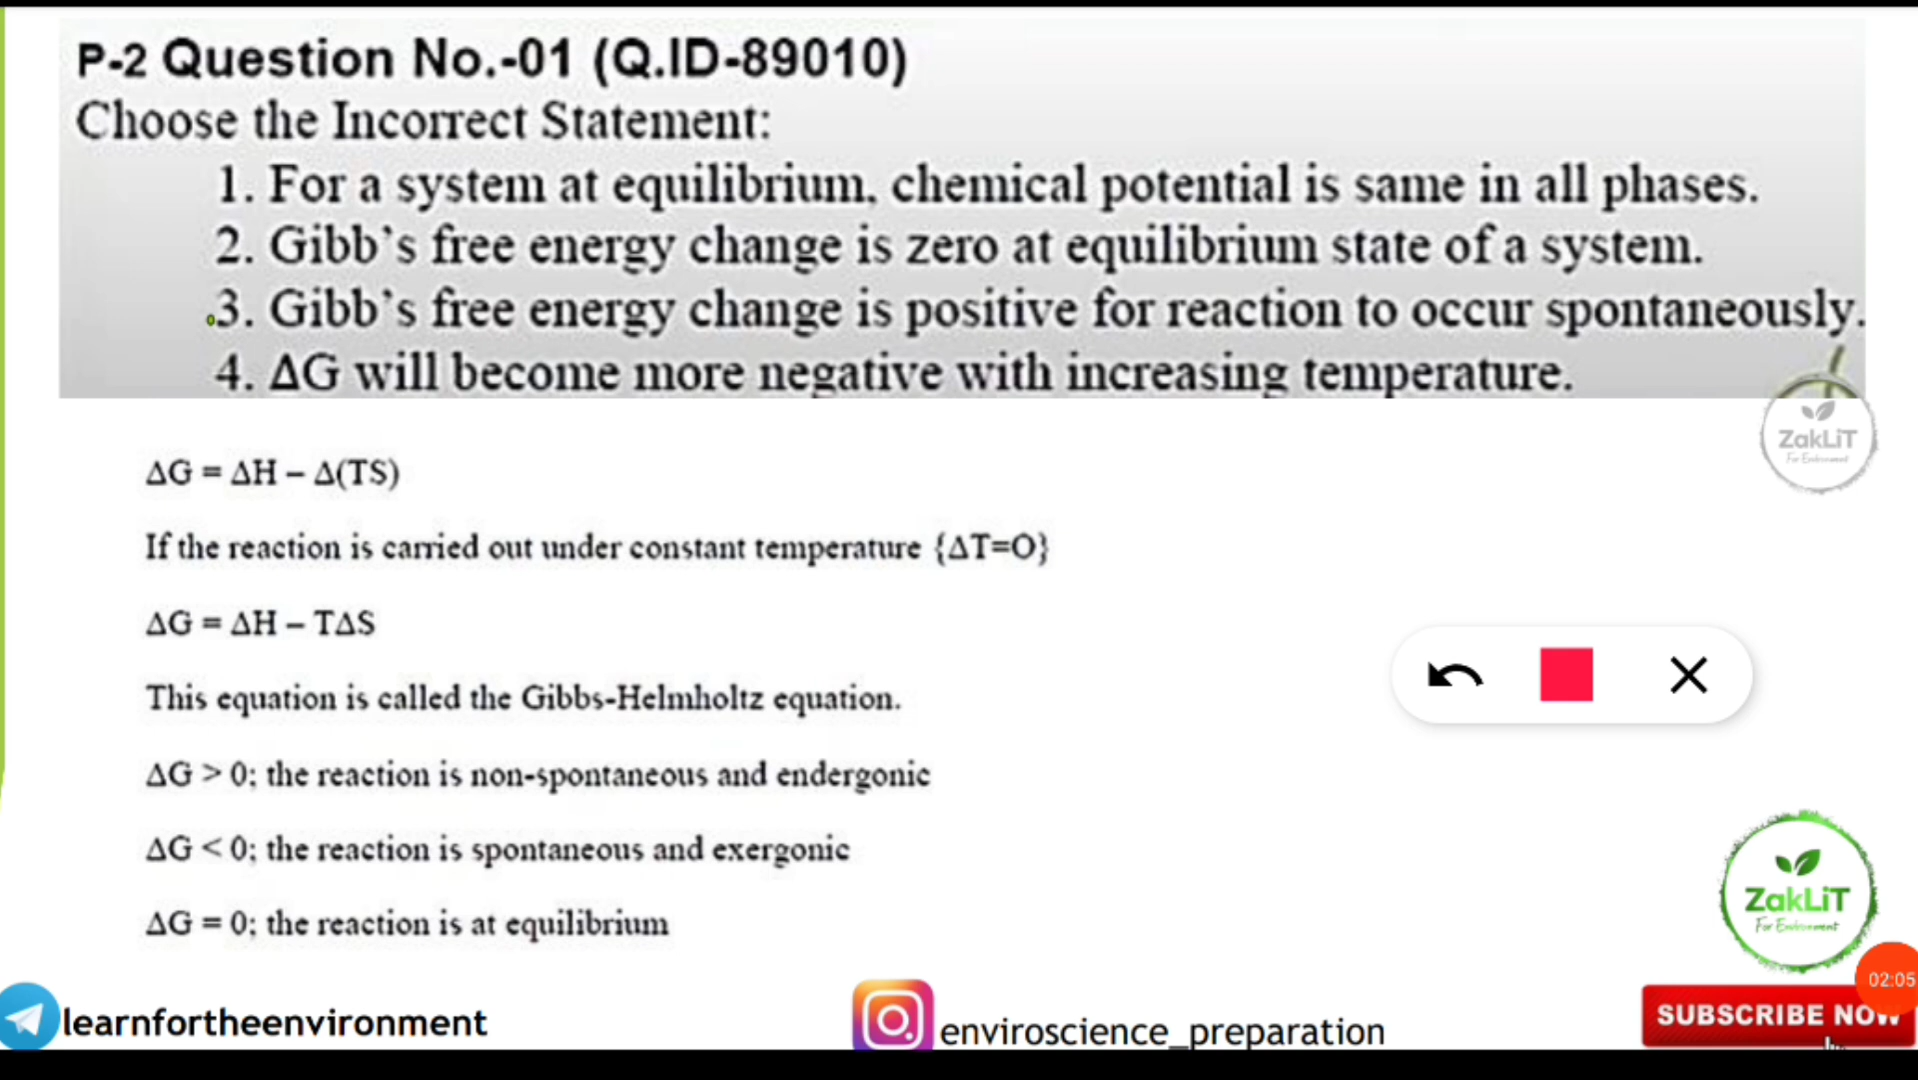 P-2 Question No.-01 (Q.ID-89010)
Choose the Incorrect Statement:
1. For a system at equilibrium, chemical potential is same in all phases.
2. Gibb's free energy change is zero at equilibrium state of a system.
3. Gibb's free energy change is positive for reaction to occur spontaneously.
4. ΔG will become more negative with increasing temperature.
ZakLiT
For Environment
ΔG = ΔH – Δ(TS)
If the reaction is carried out under constant temperature {ΔT=O}
ΔG = ΔH – TΔS
This equation is called the Gibbs-Helmholtz equation.
ΔG > 0; the reaction is non-spontaneous and endergonic
ΔG < 0; the reaction is spontaneous and exergonic
ΔG = 0; the reaction is at equilibrium
ZakLiT
For Environment
02:05
learnfortheenvironment
enviroscience_preparation
SUBSCRIBE NOW